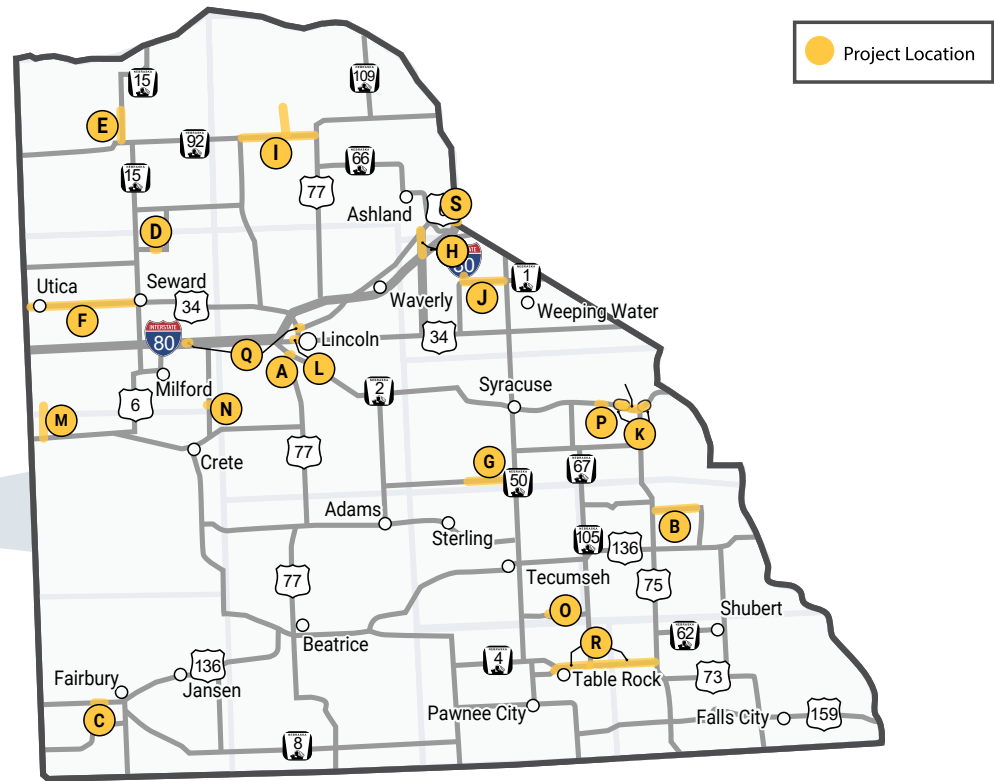 Project Location
15
109
E
92
I
66
15
77
Ashland
S
D
H
80
Utica
Seward
Waverly
J
1
Weeping Water
34
F
34
INTERSTATE
80
Q
Lincoln
A
L
Milford
2
Syracuse
6
M
N
P
K
Crete
77
G
67
50
Adams
Sterling
B
105
136
77
Tecumseh
75
O
Shubert
Beatrice
R
62
136
4
Fairbury
Jansen
Table Rock
73
C
Pawnee City
Falls City
159
8